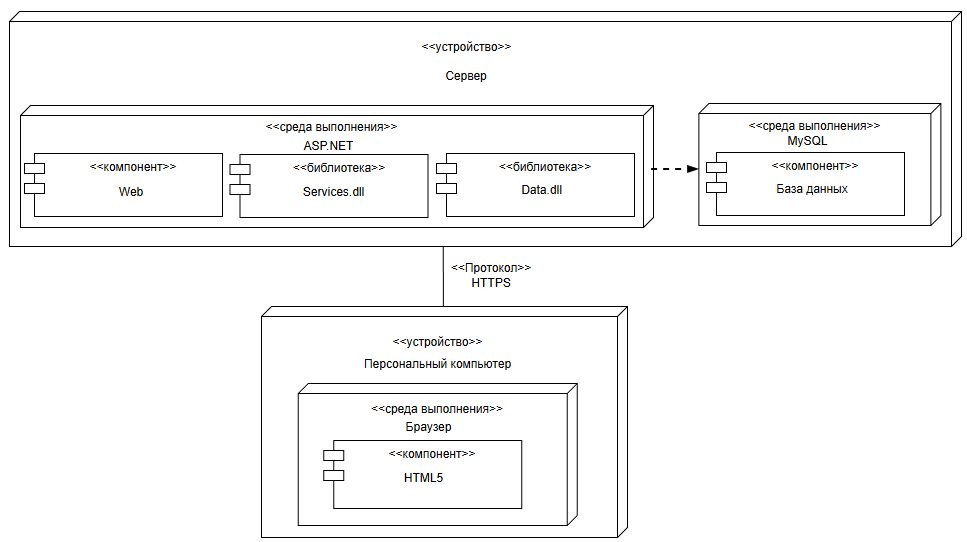 <<устройство>>
Сервер
<<среда выполнения>>
ASP.NET
<<компонент>>
Web
<<библиотека>>
Services.dll
<<библиотека>>
Data.dll
<<среда выполнения>>
MySQL
<<компонент>>
База данных
<<Протокол>>
HTTPS
<<устройство>>
Персональный компьютер
<<среда выполнения>>
Браузер
<<компонент>>
HTML5